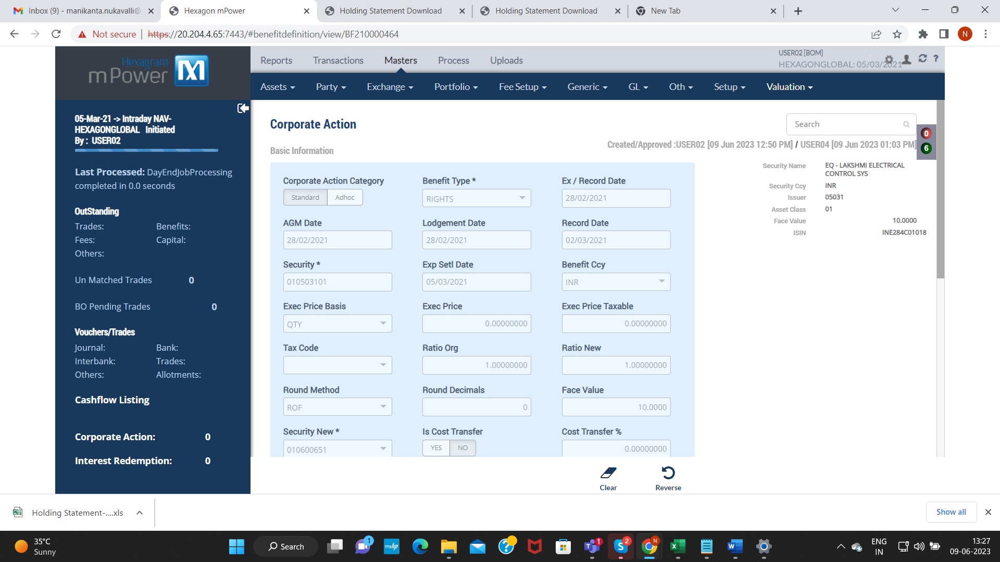 Inbox (9) - manikanta.nukavalli@
Hexagon mPower
Holding Statement Download
Holding Statement Download
New Tab
Not secure
https://20.204.4.65:7443/#benefitdefinition/view/BF210000464
N
Hexagram
mPower
Reports
Transactions
Masters
Process
Uploads
USER02 [BOM]
HEXAGONGLOBAL: 05/03/2021
?
Assets
Party
Exchange
Portfolio
Fee Setup
Generic
GL
Oth
Setup
Valuation
05-Mar-21 -> Intraday NAV-
HEXAGONGLOBAL Initiated
By : USER02
Last Processed: DayEndJobProcessing
completed in 0.0 seconds
OutStanding
Trades:
Benefits:
Fees:
Capital:
Others:
Un Matched Trades 0
BO Pending Trades 0
Vouchers/Trades
Journal:
Bank:
Interbank:
Trades:
Others:
Allotments:
Cashflow Listing
Corporate Action: 0
Interest Redemption: 0
Corporate Action
Search
0
6
Created/Approved :USER02 [09 Jun 2023 12:50 PM] / USER04 [09 Jun 2023 01:03 PM]
Basic Information
Corporate Action Category
Standard
Adhoc
Benefit Type *
RIGHTS
Ex / Record Date
28/02/2021
AGM Date
28/02/2021
Lodgement Date
28/02/2021
Record Date
02/03/2021
Security *
010503101
Exp Setl Date
05/03/2021
Benefit Ccy
INR
Exec Price Basis
QTY
Exec Price
0.00000000
Exec Price Taxable
0.00000000
Tax Code
Ratio Org
1.00000000
Ratio New
1.00000000
Round Method
ROF
Round Decimals
0
Face Value
10.0000
Security New *
010600651
Is Cost Transfer
YES
NO
Cost Transfer %
0.00000000
Security Name
EQ - LAKSHMI ELECTRICAL
CONTROL SYS
Security Ccy
INR
Issuer
05031
Asset Class
01
Face Value
10.0000
ISIN
INE284C01018
Clear
Reverse
Holding Statement-....xls
Show all
35°C
Sunny
Search
1
myhp
?
T
1
S
2
N
X
W
ENG
IN
13:27
09-06-2023